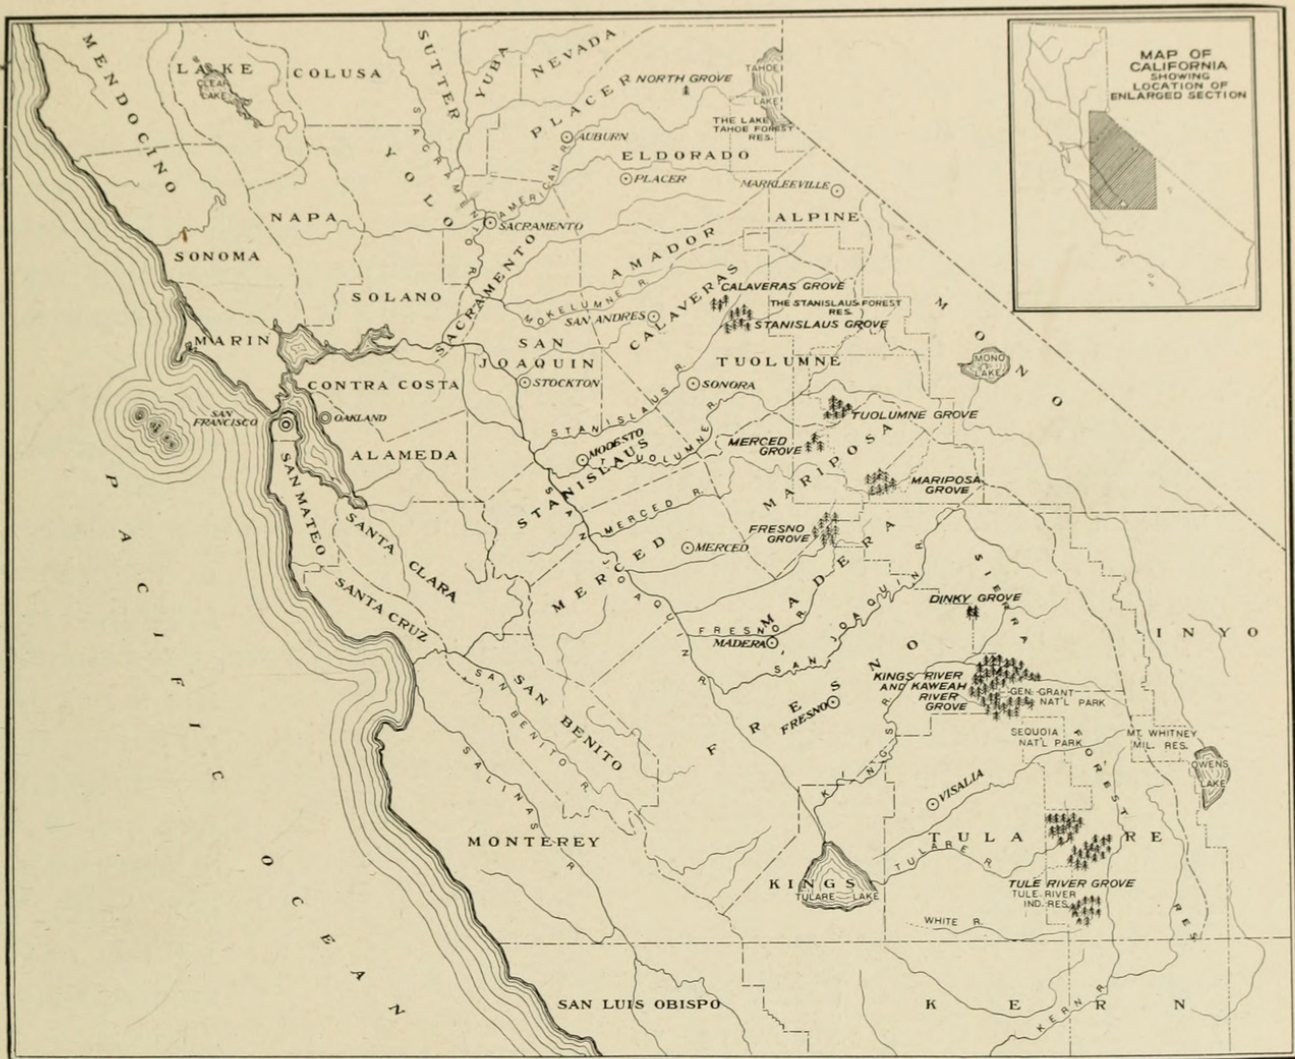 MENDOCINO
LAKE
CLEAR
LAKE
COLUSA
SUTTER
YUBA
NEVADA
PLACER
NORTH GROVE
TAHOE
LAKE
THE LAKE
TAHOE FOREST
RES.
MAP OF
CALIFORNIA
SHOWING
LOCATION OF
ENLARGED SECTION
AUBURN
ELDORADO
PLACER
MARKLEEVILLE
YOLO
SACRAMENTO R.
AMERICAN R.
NAPA
SACRAMENTO
ALPINE
SONOMA
SOLANO
SACRAMENTO
AMADOR
MOKELUMNE R.
SAN ANDRES
CALAVERAS
CALAVERAS GROVE
THE STANISLAUS FOREST
RES.
STANISLAUS GROVE
MONO
MARIN
SAN
JOAQUIN
TUOLUMNE
MONO
LAKE
CONTRA COSTA
STOCKTON
SONORA
SAN
FRANCISCO
OAKLAND
STANISLAUS R.
TUOLUMNE GROVE
ALAMEDA
MODESTO
TUOLUMNE R.
MERCED
GROVE
MARIPOSA
STANISLAUS
MARIPOSA
GROVE
SAN MATEO
MERCED R.
SANTA
CLARA
FRESNO
GROVE
MERCED
MERCED
MADERA
SAN JOAQUIN R.
SANTA CRUZ
DINKY GROVE
SIERRA
INYO
FRESNO R.
MADERA
SAN JOAQUIN R.
SAN BENITO
SAN BENITO R.
KINGS RIVER
AND KAWEAH
RIVER
GROVE
GEN. GRANT
NAT'L PARK
FRESNO
FRESNO
KINGS R.
SEQUOIA
NAT'L PARK
MT. WHITNEY
MIL. RES.
OWENS
LAKE
FOREST
VISALIA
SALINAS R.
MONTEREY
TULARE
TULARE R.
KINGS
TULARE LAKE
TULE RIVER GROVE
TULE RIVER
IND. RES.
RES
WHITE R.
PACIFIC OCEAN
SAN LUIS OBISPO
KERN
KERN R.